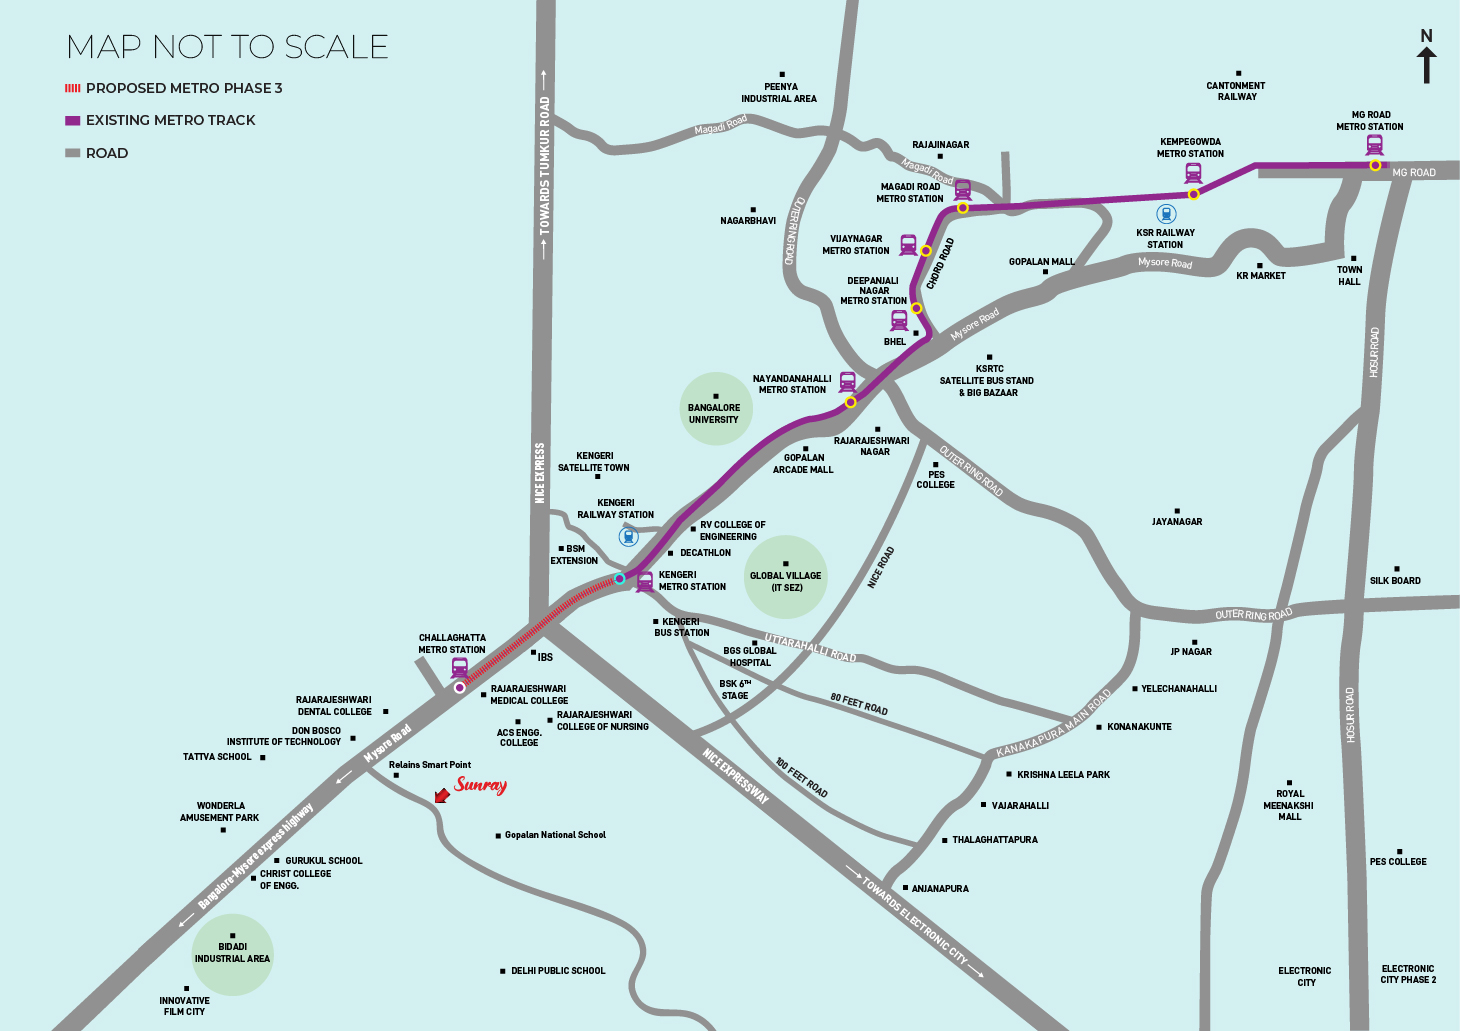 MAP NOT TO SCALE
PROPOSED METRO PHASE 3
EXISTING METRO TRACK
ROAD
N
TOWARDS TUMKUR ROAD
PEENYA
INDUSTRIAL AREA
CANTONMENT
RAILWAY
MG ROAD
METRO STATION
Magadi Road
RAJAJINAGAR
KEMPEGOWDA
METRO STATION
MG ROAD
Magadi Road
MAGADI ROAD
METRO STATION
NAGARBHAVI
OUTER RING ROAD
KSR RAILWAY
STATION
VIJAYNAGAR
METRO STATION
CHORD ROAD
GOPALAN MALL
Mysore Road
KR MARKET
TOWN
HALL
DEEPANJALI
NAGAR
METRO STATION
BHEL
Mysore Road
HOSUR ROAD
KSRTC
SATELLITE BUS STAND
& BIG BAZAAR
NAYANDANAHALLI
METRO STATION
BANGALORE
UNIVERSITY
RAJARAJESHWARI
NAGAR
GOPALAN
ARCADE MALL
OUTER RING ROAD
PES
COLLEGE
NICE EXPRESS
KENGERI
SATELLITE TOWN
KENGERI
RAILWAY STATION
RV COLLEGE OF
ENGINEERING
JAYANAGAR
BSM
EXTENSION
DECATHLON
KENGERI
METRO STATION
GLOBAL VILLAGE
(IT SEZ)
NICE ROAD
SILK BOARD
OUTER RING ROAD
KENGERI
BUS STATION
UTTARAHALLI ROAD
BGS GLOBAL
HOSPITAL
JP NAGAR
CHALLAGHATTA
METRO STATION
IBS
BSK 6TH
STAGE
80 FEET ROAD
YELECHANAHALLI
RAJARAJESHWARI
MEDICAL COLLEGE
RAJARAJESHWARI
DENTAL COLLEGE
RAJARAJESHWARI
COLLEGE OF NURSING
ACS ENGG.
COLLEGE
KANAKAPURA MAIN ROAD
KONANAKUNTE
HOSUR ROAD
DON BOSCO
INSTITUTE OF TECHNOLOGY
Mysore Road
TATTVA SCHOOL
Relains Smart Point
Sunray
NICE EXPRESSWAY
100 FEET ROAD
KRISHNA LEELA PARK
VAJARAHALLI
ROYAL
MEENAKSHI
MALL
WONDERLA
AMUSEMENT PARK
Gopalan National School
THALAGHATTAPURA
Bangalore-Mysore express highway
GURUKUL SCHOOL
CHRIST COLLEGE
OF ENGG.
PES COLLEGE
ANJANAPURA
TOWARDS ELECTRONIC CITY
BIDADI
INDUSTRIAL AREA
DELHI PUBLIC SCHOOL
ELECTRONIC
CITY
ELECTRONIC
CITY PHASE 2
INNOVATIVE
FILM CITY